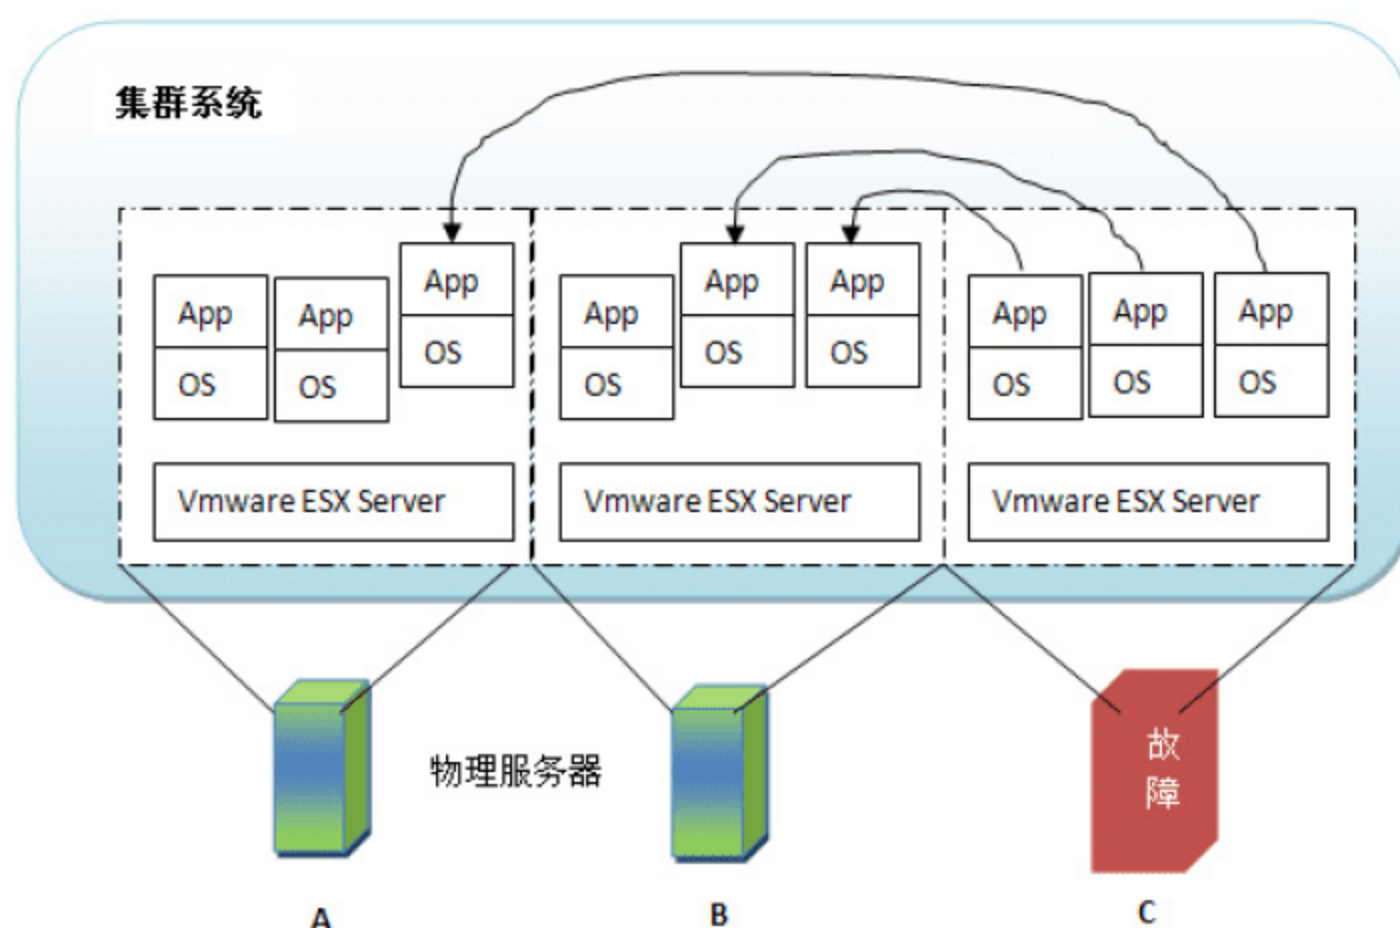 集群系统
App
OS
App
OS
App
OS
Vmware ESX Server
App
OS
App
OS
App
OS
Vmware ESX Server
App
OS
App
OS
App
OS
Vmware ESX Server
物理服务器
故
障
A
B
C